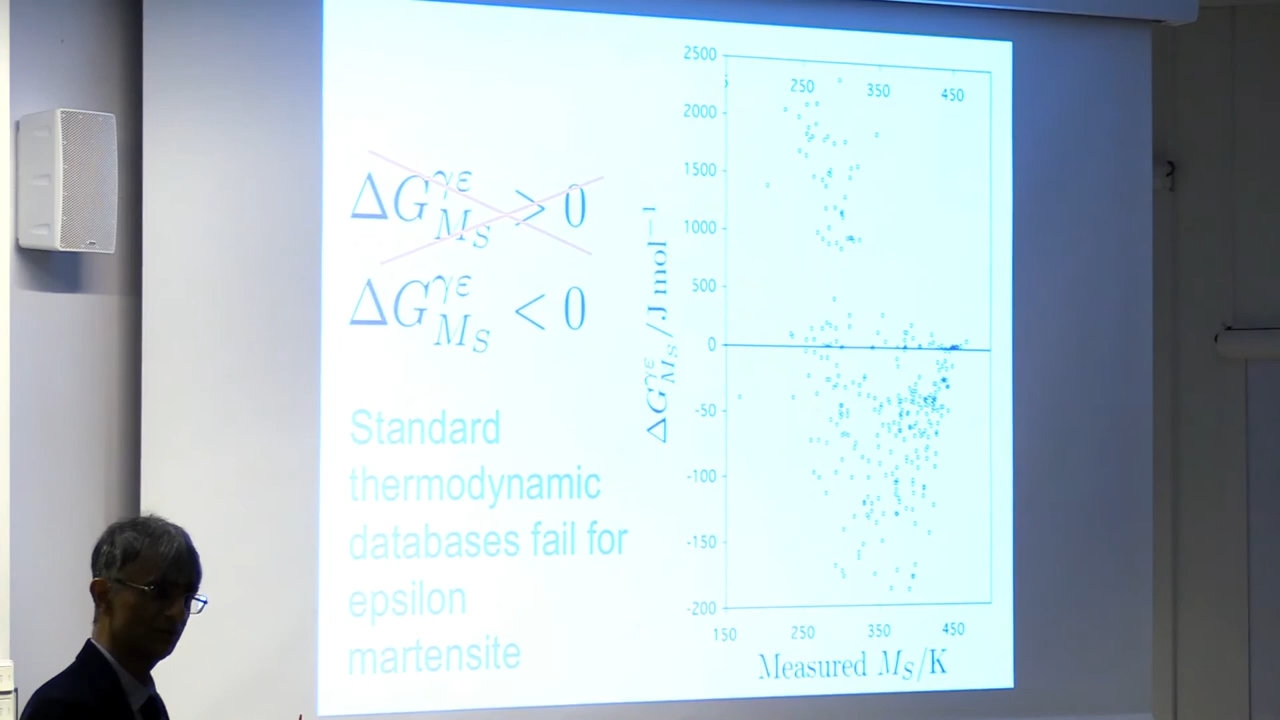 ΔG^{γε}_{M_S} > 0
ΔG^{γε}_{M_S} < 0
Standard
thermodynamic
databases fail for
epsilon
martensite
ΔG^{γε}_{M_S}/J mol^{−1}
2500
2000
1500
1000
500
0
-50
-100
-150
-200
250 350 450
150 250 350 450
Measured M_S/K